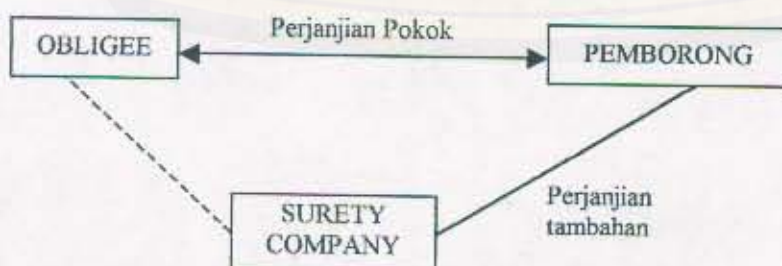 Perjanjian Pokok
OBLIGEE
PEMBORONG
SURETY
COMPANY
Perjanjian
tambahan